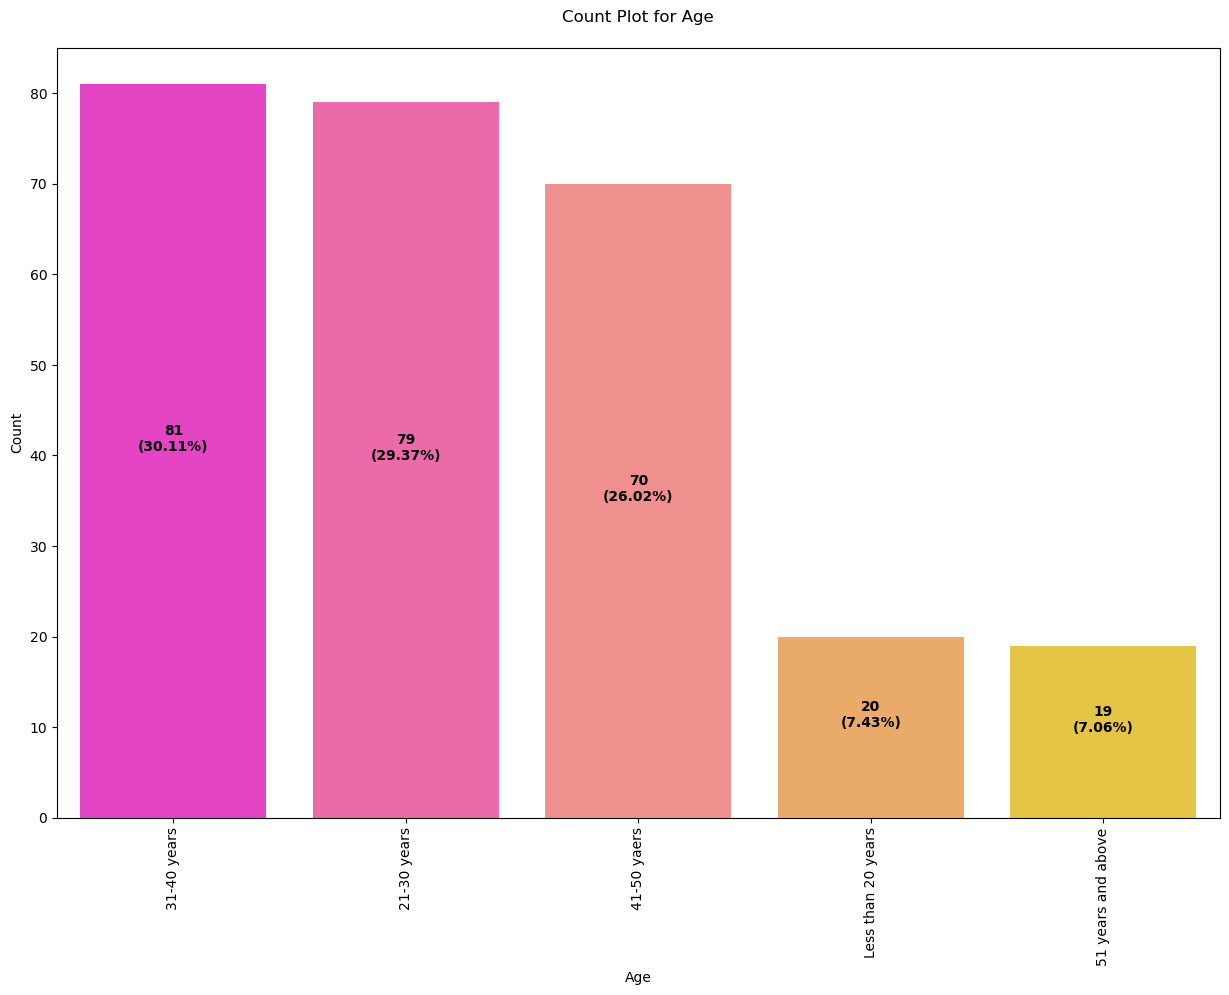 Count Plot for Age
Count
80
70
60
50
40
30
20
10
0
81
(30.11%)
79
(29.37%)
70
(26.02%)
20
(7.43%)
19
(7.06%)
31-40 years
21-30 years
41-50 yaers
Less than 20 years
51 years and above
Age